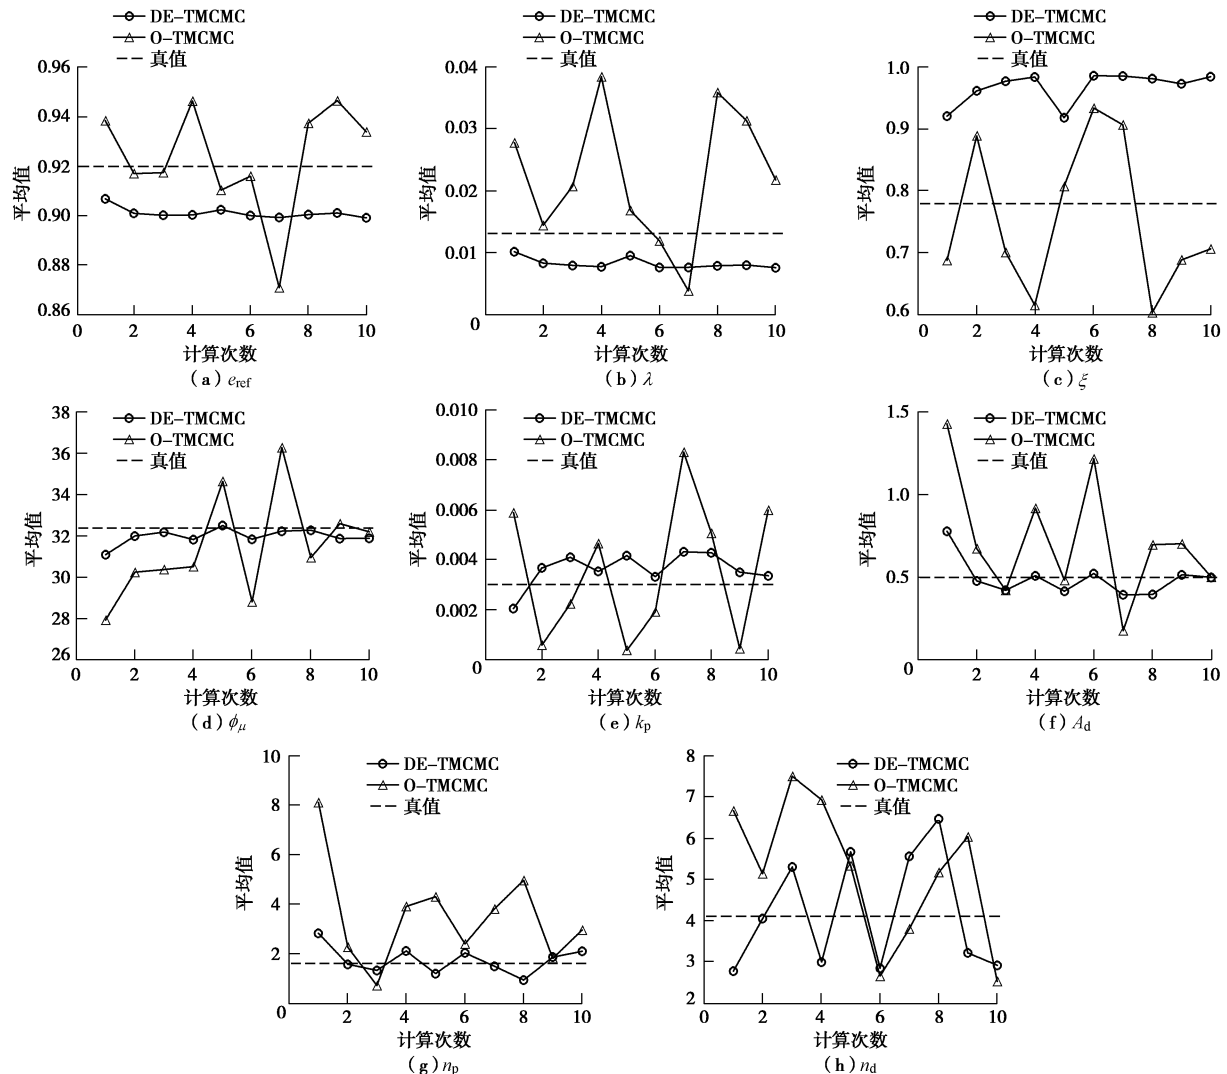 DE-TMCMC
O-TMCMC
真值
0.96
0.94
0.92
0.90
0.88
0.86
平均值
0 2 4 6 8 10
计算次数
(a) e_ref
DE-TMCMC
O-TMCMC
真值
0.04
0.03
0.02
0.01
平均值
0 2 4 6 8 10
计算次数
(b) λ
DE-TMCMC
O-TMCMC
真值
1.0
0.9
0.8
0.7
0.6
平均值
0 2 4 6 8 10
计算次数
(c) ξ
DE-TMCMC
O-TMCMC
真值
38
36
34
32
30
28
26
平均值
0 2 4 6 8 10
计算次数
(d) ϕ_μ
DE-TMCMC
O-TMCMC
真值
0.010
0.008
0.006
0.004
0.002
平均值
0 2 4 6 8 10
计算次数
(e) k_p
DE-TMCMC
O-TMCMC
真值
1.5
1.0
0.5
平均值
0 2 4 6 8 10
计算次数
(f) A_d
DE-TMCMC
O-TMCMC
真值
10
8
6
4
2
0
平均值
2 4 6 8 10
计算次数
(g) n_p
DE-TMCMC
O-TMCMC
真值
8
7
6
5
4
3
2
平均值
0 2 4 6 8 10
计算次数
(h) n_d